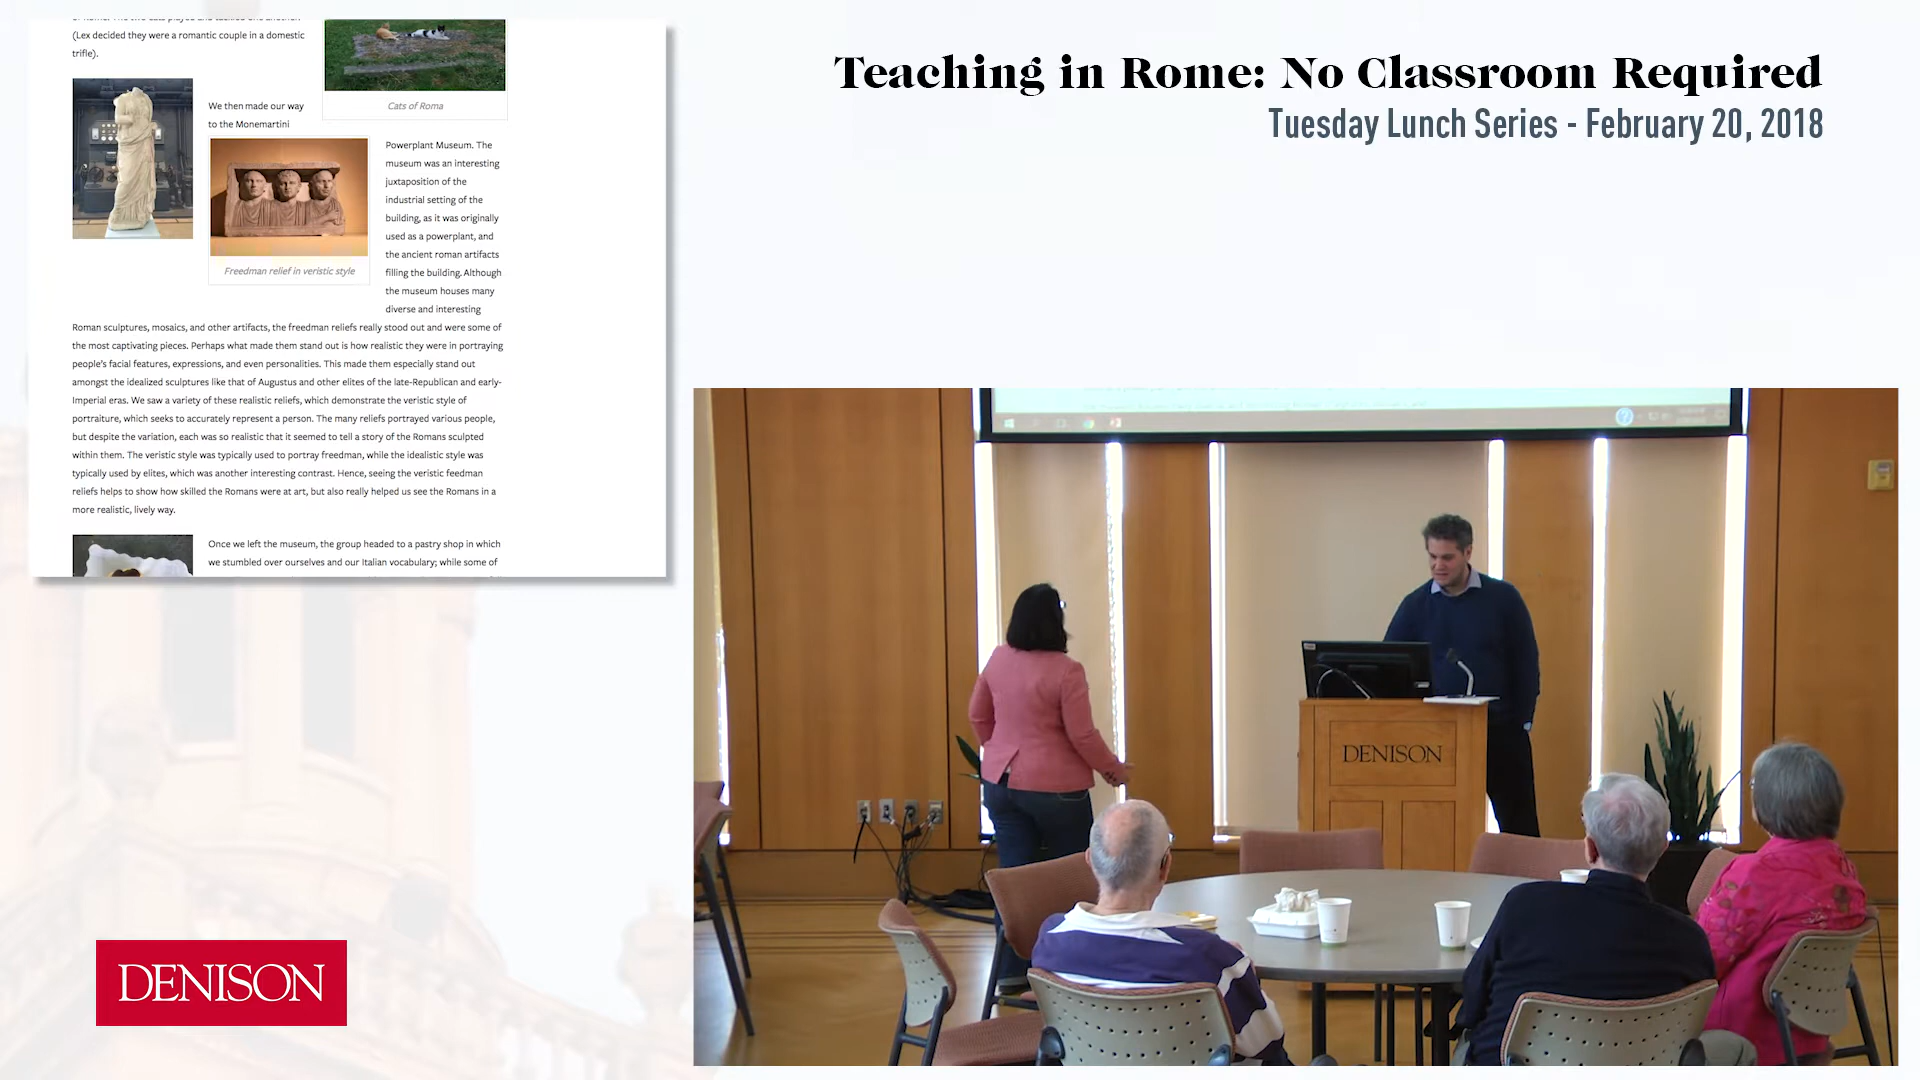 (Lex decided they were a romantic couple in a domestic
trifle).
Cats of Roma
We then made our way
to the Monemartini
Freedman relief in veristic style
Powerplant Museum. The
museum was an interesting
juxtaposition of the
industrial setting of the
building, as it was originally
used as a powerplant, and
the ancient roman artifacts
filling the building. Although
the museum houses many
diverse and interesting
Roman sculptures, mosaics, and other artifacts, the freedman reliefs really stood out and were some of
the most captivating pieces. Perhaps what made them stand out is how realistic they were in portraying
people's facial features, expressions, and even personalities. This made them especially stand out
amongst the idealized sculptures like that of Augustus and other elites of the late-Republican and early-
Imperial eras. We saw a variety of these realistic reliefs, which demonstrate the veristic style of
portraiture, which seeks to accurately represent a person. The many reliefs portrayed various people,
but despite the variation, each was so realistic that it seemed to tell a story of the Romans sculpted
within them. The veristic style was typically used to portray freedman, while the idealistic style was
typically used by elites, which was another interesting contrast. Hence, seeing the veristic feedman
reliefs helps to show how skilled the Romans were at art, but also really helped us see the Romans in a
more realistic, lively way.
Once we left the museum, the group headed to a pastry shop in which
we stumbled over ourselves and our Italian vocabulary; while some of
Teaching in Rome: No Classroom Required
Tuesday Lunch Series - February 20, 2018
DENISON
DENISON